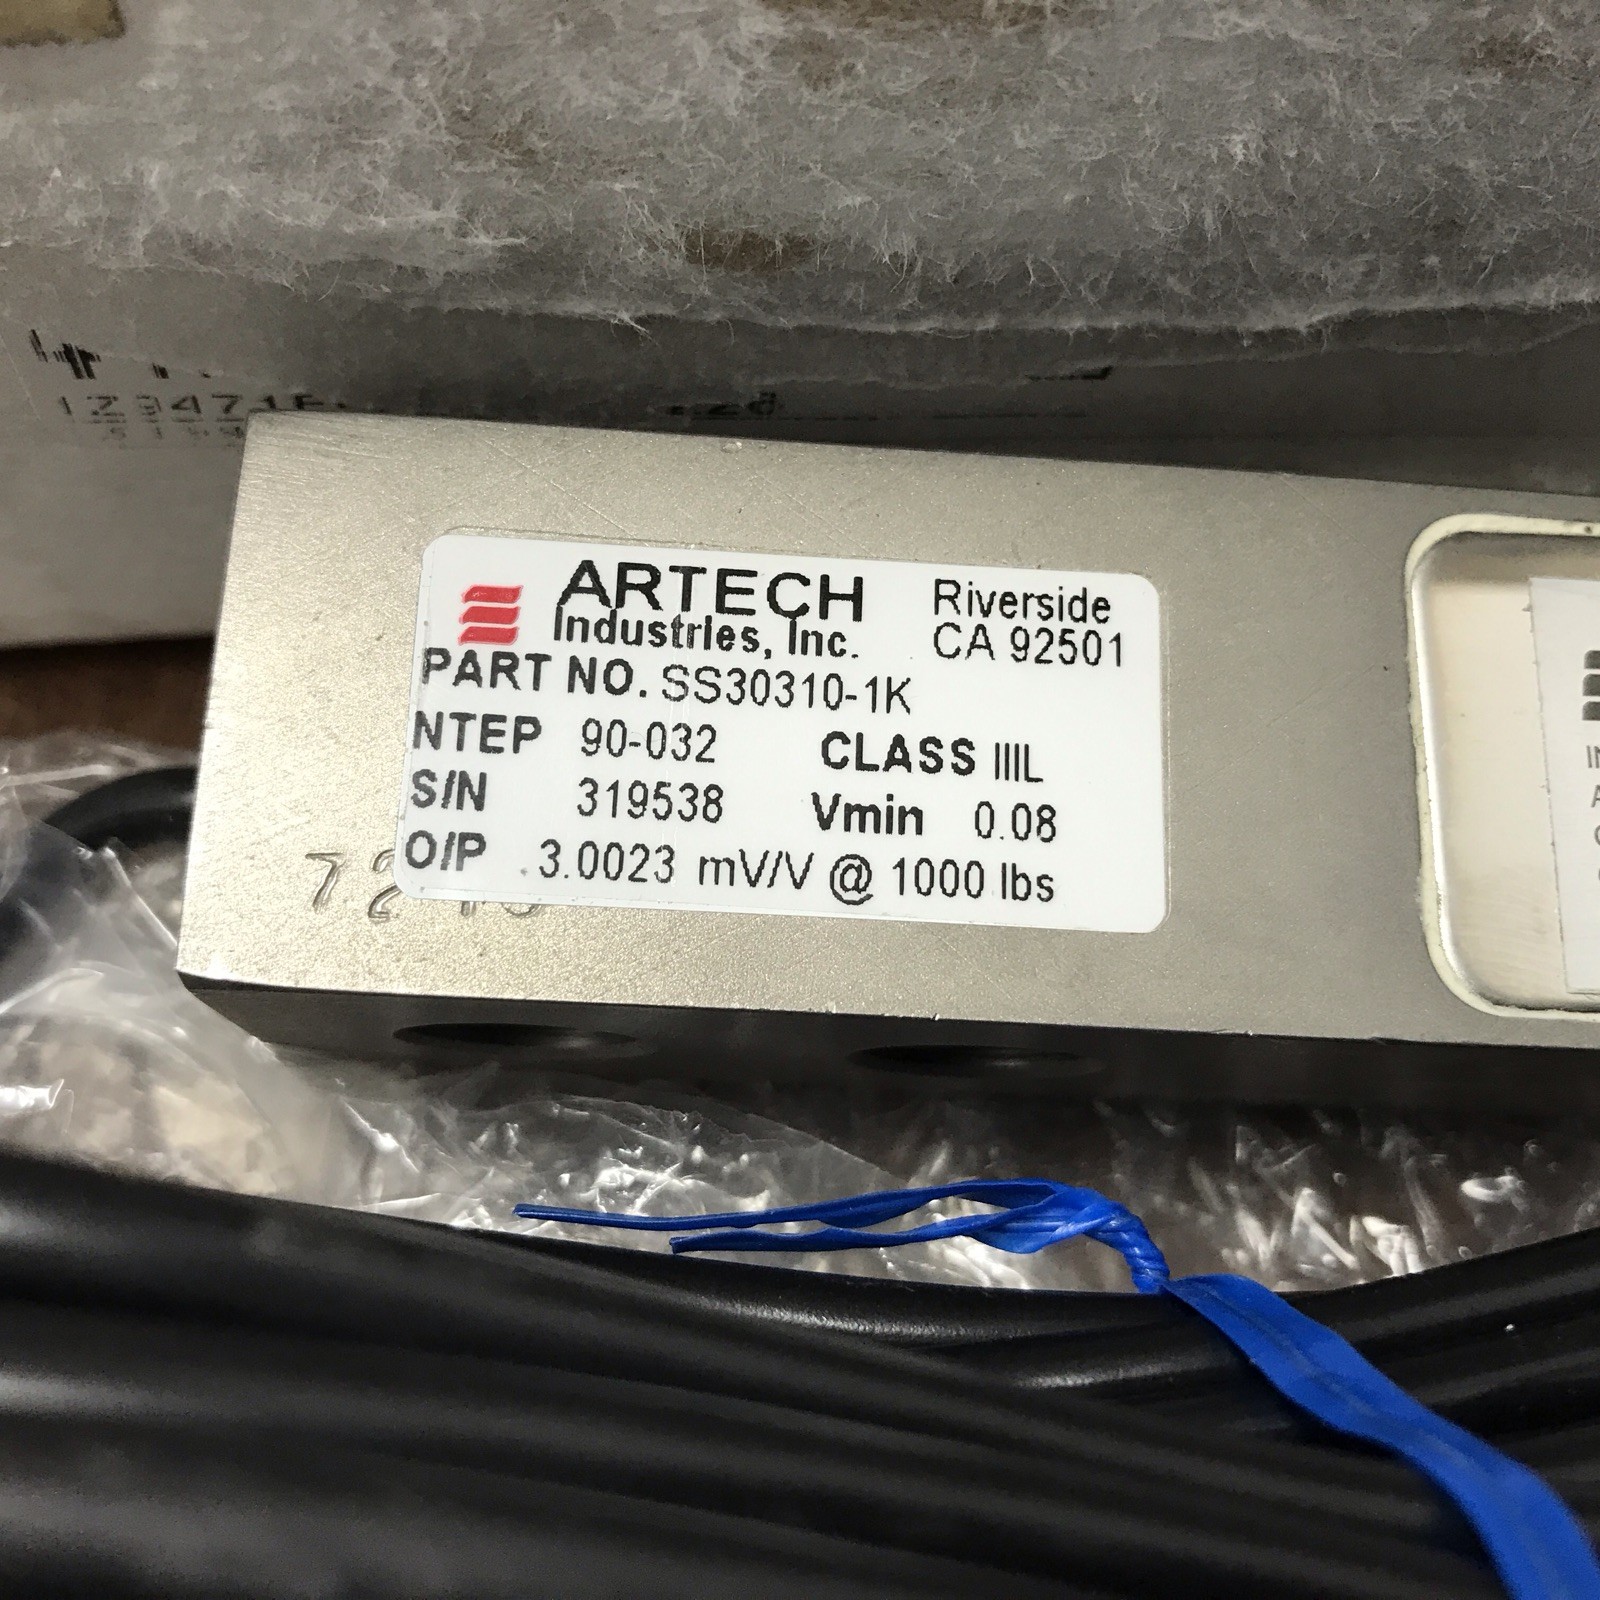 ARTECH
Industries, Inc.
Riverside
CA 92501
PART NO. SS30310-1K
NTEP 90-032 CLASS IIIL
S/N 319538 Vmin 0.08
O/P .3.0023 mV/V @ 1000 lbs